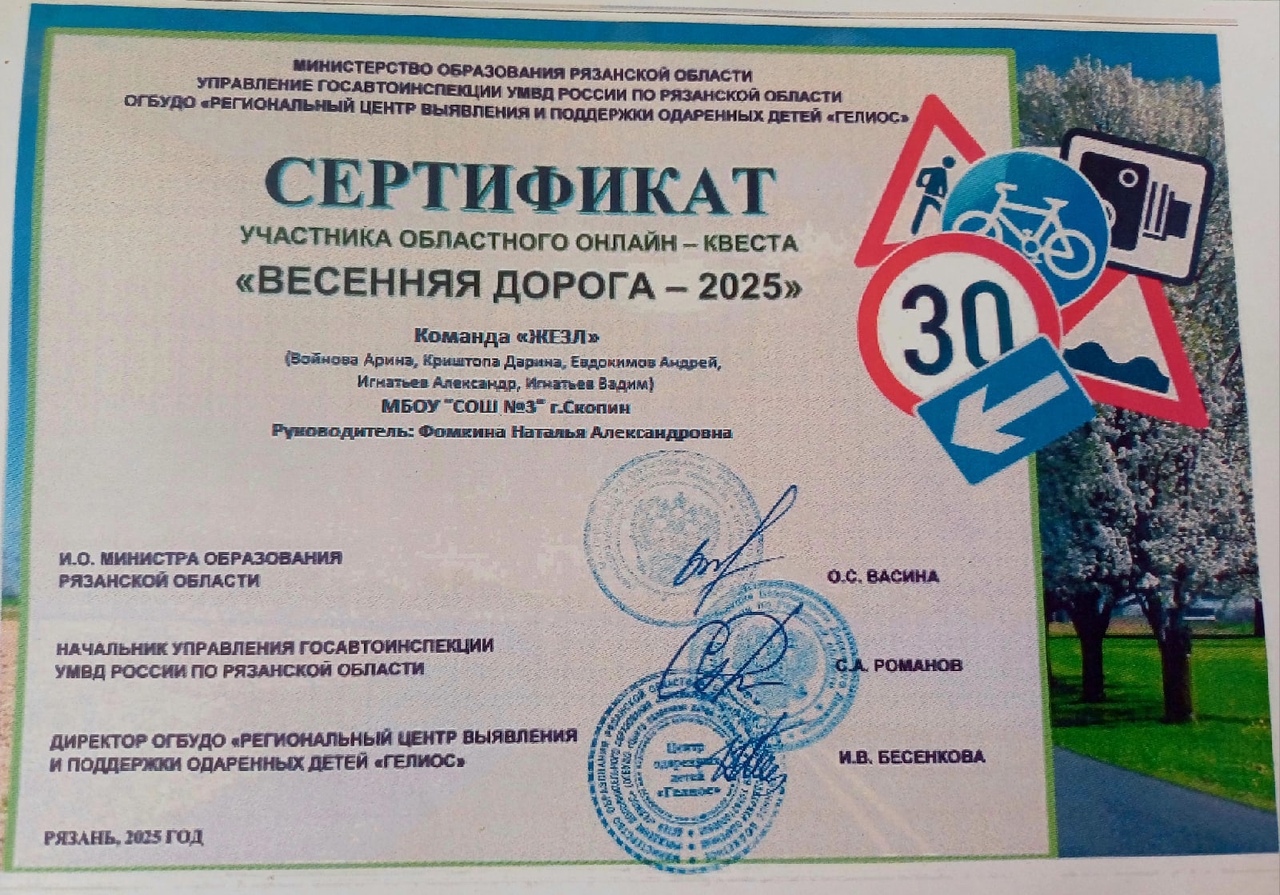 МИНИСТЕРСТВО ОБРАЗОВАНИЯ РЯЗАНСКОЙ ОБЛАСТИ
УПРАВЛЕНИЕ ГОСАВТОИНСПЕКЦИИ УМВД РОССИИ ПО РЯЗАНСКОЙ ОБЛАСТИ
ОГБУДО «РЕГИОНАЛЬНЫЙ ЦЕНТР ВЫЯВЛЕНИЯ И ПОДДЕРЖКИ ОДАРЕННЫХ ДЕТЕЙ «ГЕЛИОС»
СЕРТИФИКАТ
УЧАСТНИКА ОБЛАСТНОГО ОНЛАЙН – КВЕСТА
«ВЕСЕННЯЯ ДОРОГА – 2025»
30
Команда «ЖЕЗЛ»
(Войнова Арина, Криштопа Дарина, Евдокимов Андрей,
Игнатьев Александр, Игнатьев Вадим)
МБОУ "СОШ №3" г.Скопин
Руководитель: Фомкина Наталья Александровна
И.О. МИНИСТРА ОБРАЗОВАНИЯ
РЯЗАНСКОЙ ОБЛАСТИ
О.С. ВАСИНА
НАЧАЛЬНИК УПРАВЛЕНИЯ ГОСАВТОИНСПЕКЦИИ
УМВД РОССИИ ПО РЯЗАНСКОЙ ОБЛАСТИ
С.А. РОМАНОВ
ДИРЕКТОР ОГБУДО «РЕГИОНАЛЬНЫЙ ЦЕНТР ВЫЯВЛЕНИЯ
И ПОДДЕРЖКИ ОДАРЕННЫХ ДЕТЕЙ «ГЕЛИОС»
И.В. БЕСЕНКОВА
Центр
детей
«Гелиос»
РЯЗАНЬ, 2025 ГОД